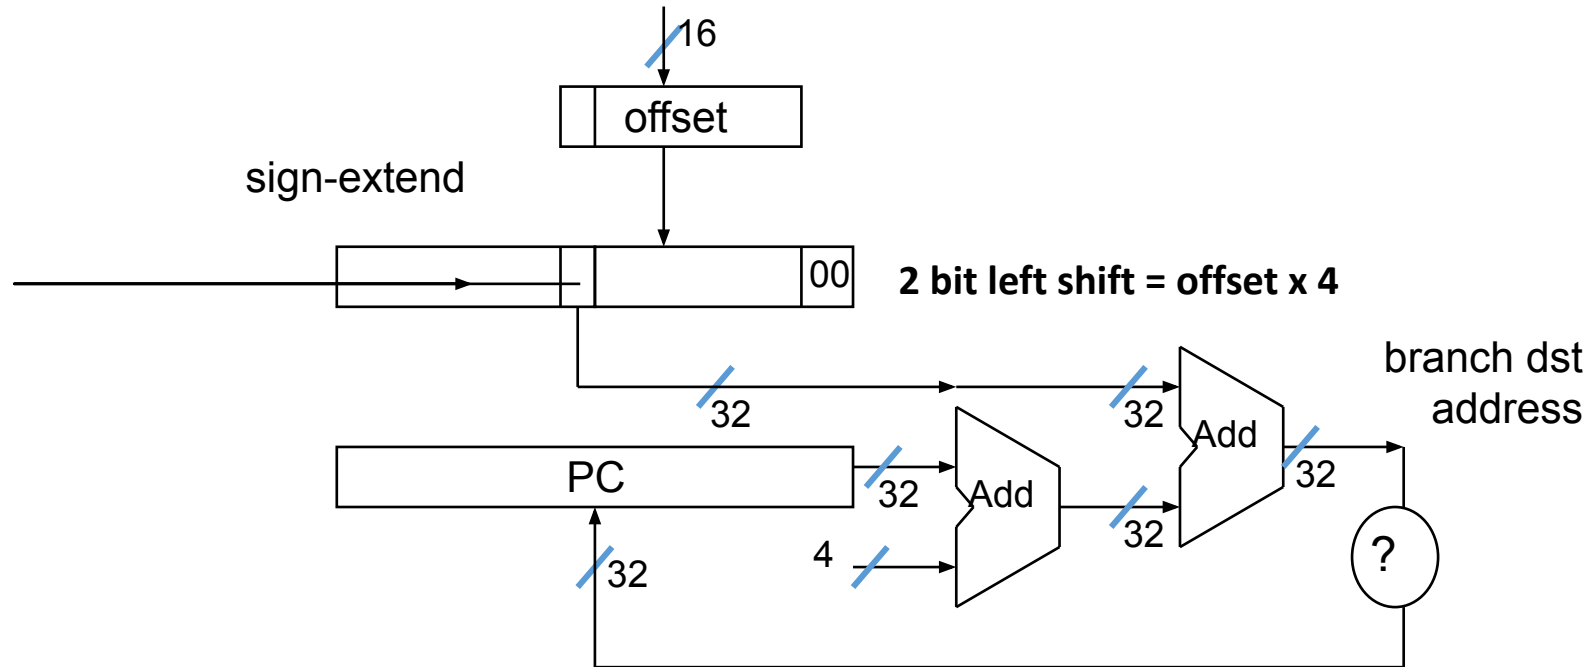 16
offset
sign-extend
00
2 bit left shift = offset x 4
branch dst
address
32
32
Add
32
PC
32
Add
32
4
32
?